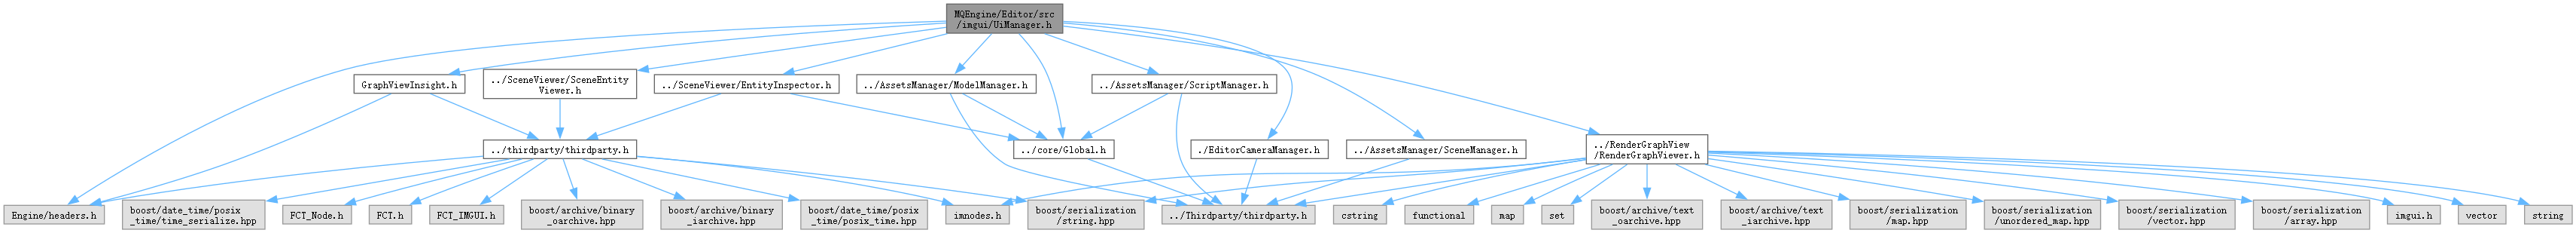 MQEngine/Editor/src
/imgui/UiManager.h
GraphViewInsight.h
../SceneViewer/SceneEntity
Viewer.h
../SceneViewer/EntityInspector.h
../AssetsManager/ModelManager.h
../AssetsManager/ScriptManager.h
../thirdparty/thirdparty.h
../core/Global.h
./EditorCameraManager.h
../AssetsManager/SceneManager.h
../RenderGraphView
/RenderGraphViewer.h
Engine/headers.h
boost/date_time/posix
_time/time_serialize.hpp
FCT_Node.h
FCT.h
FCT_IMGUI.h
boost/archive/binary
_oarchive.hpp
boost/archive/binary
_iarchive.hpp
boost/date_time/posix
_time/posix_time.hpp
imnodes.h
boost/serialization
/string.hpp
../Thirdparty/thirdparty.h
cstring
functional
map
set
boost/archive/text
_oarchive.hpp
boost/archive/text
_iarchive.hpp
boost/serialization
/map.hpp
boost/serialization
/unordered_map.hpp
boost/serialization
/vector.hpp
boost/serialization
/array.hpp
imgui.h
vector
string